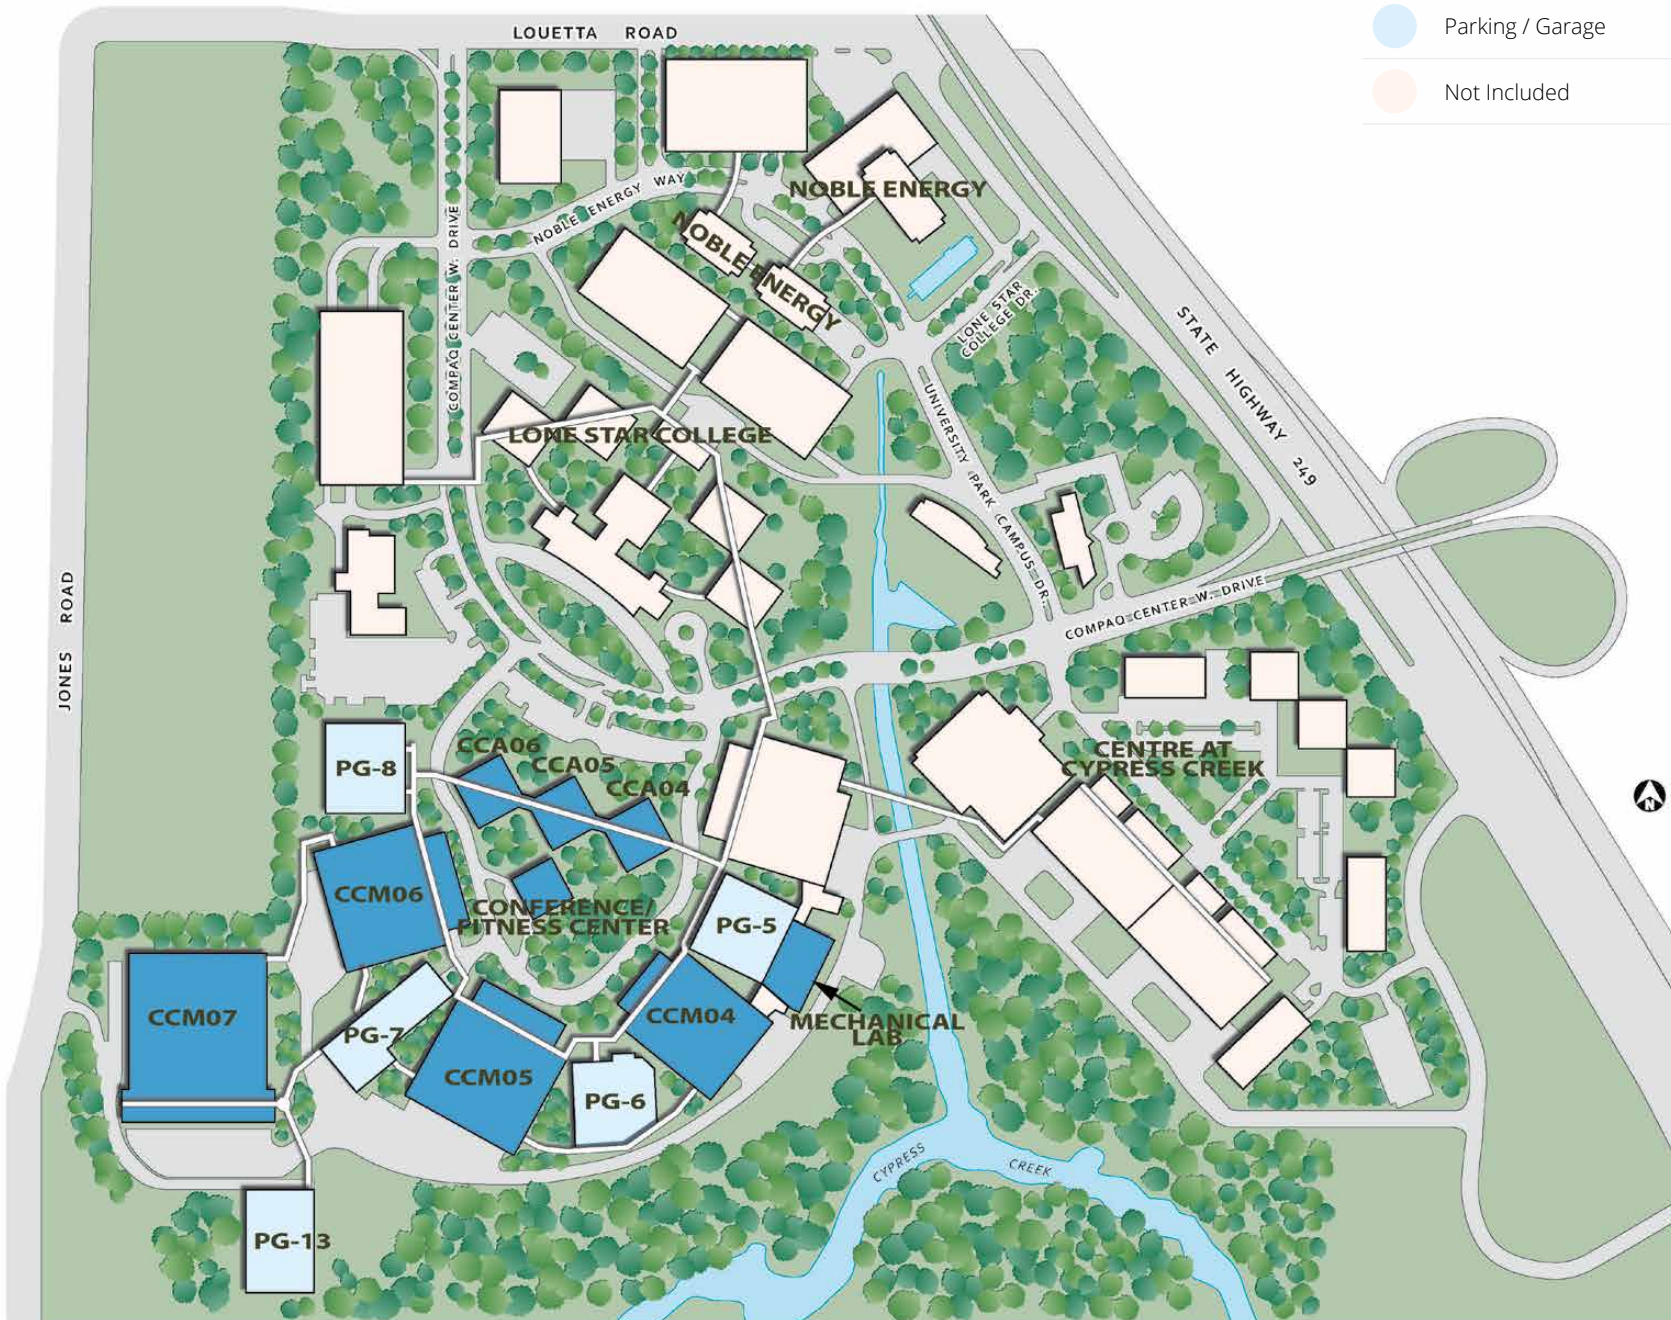 Parking / Garage
Not Included
LOUETTA ROAD
NOBLE ENERGY
NOBLE ENERGY WAY
NOBLE ENERGY
COMPAQ CENTER W. DRIVE
LONE STAR
COLLEGE DR.
STATE HIGHWAY 249
UNIVERSITY PARK CAMPUS DR.
LONE STAR COLLEGE
JONES ROAD
COMPAQ CENTER W. DRIVE
CCA06
CCA05
CCA04
PG-8
CENTRE AT
CYPRESS CREEK
N
CCM06
CONFERENCE/
FITNESS CENTER
PG-5
CCM07
PG-7
CCM04
MECHANICAL
LAB
CCM05
PG-6
CYPRESS CREEK
PG-13